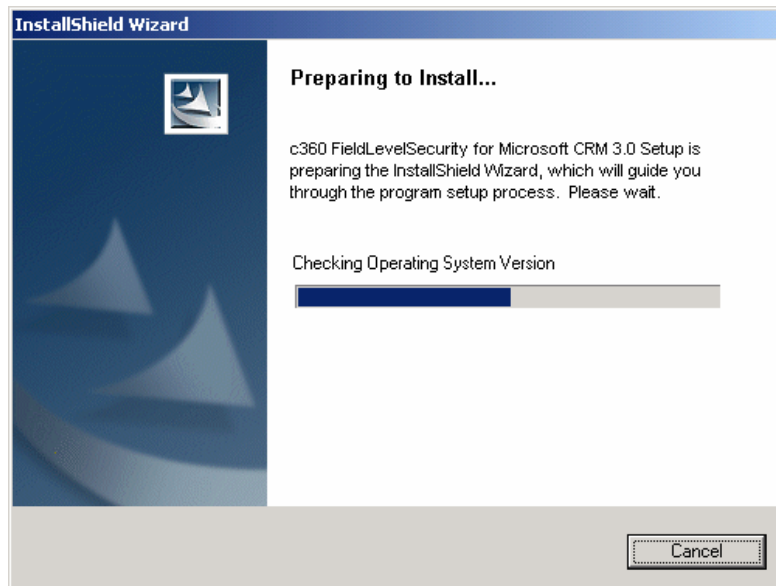 InstallShield Wizard
Preparing to Install...
c360 FieldLevelSecurity for Microsoft CRM 3.0 Setup is
preparing the InstallShield Wizard, which will guide you
through the program setup process. Please wait.
Checking Operating System Version
Cancel